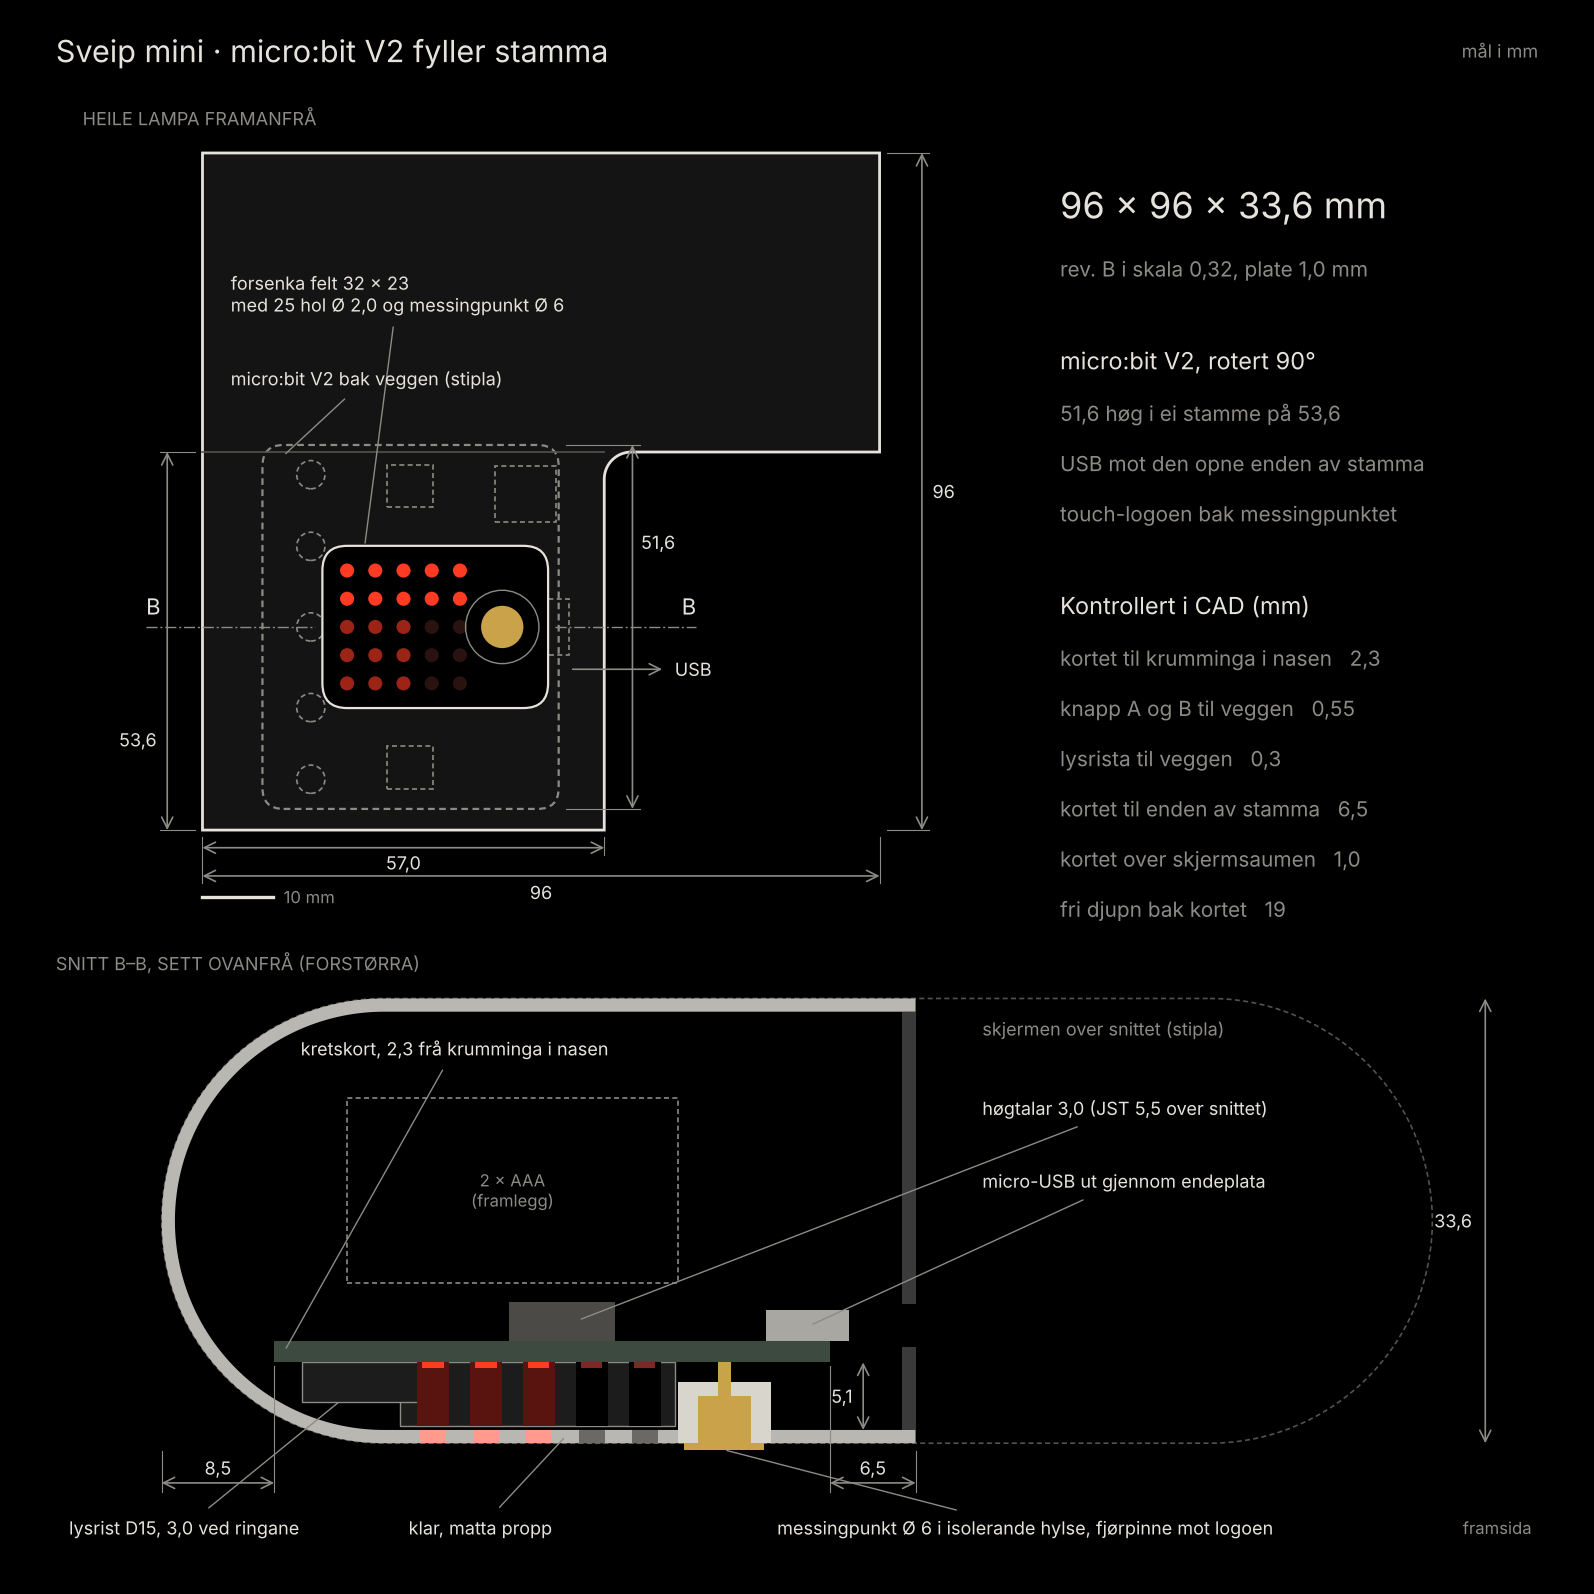 Sveip mini · micro:bit V2 fyller stamma
mål i mm
HEILE LAMPA FRAMANFRÅ
forsenka felt 32 × 23
med 25 hol Ø 2,0 og messingpunkt Ø 6
micro:bit V2 bak veggen (stipla)
96
51,6
B
B
USB
53,6
57,0
96
10 mm
96 × 96 × 33,6 mm
rev. B i skala 0,32, plate 1,0 mm
micro:bit V2, rotert 90°
51,6 høg i ei stamme på 53,6
USB mot den opne enden av stamma
touch-logoen bak messingpunktet
Kontrollert i CAD (mm)
kortet til krumminga i nasen 2,3
knapp A og B til veggen 0,55
lysrista til veggen 0,3
kortet til enden av stamma 6,5
kortet over skjermsaumen 1,0
fri djupn bak kortet 19
SNITT B–B, SETT OVANFRÅ (FORSTØRRA)
skjermen over snittet (stipla)
kretskort, 2,3 frå krumminga i nasen
høgtalar 3,0 (JST 5,5 over snittet)
2 × AAA
(framlegg)
micro-USB ut gjennom endeplata
33,6
5,1
8,5
6,5
lysrist D15, 3,0 ved ringane
klar, matta propp
messingpunkt Ø 6 i isolerande hylse, fjørpinne mot logoen
framsida